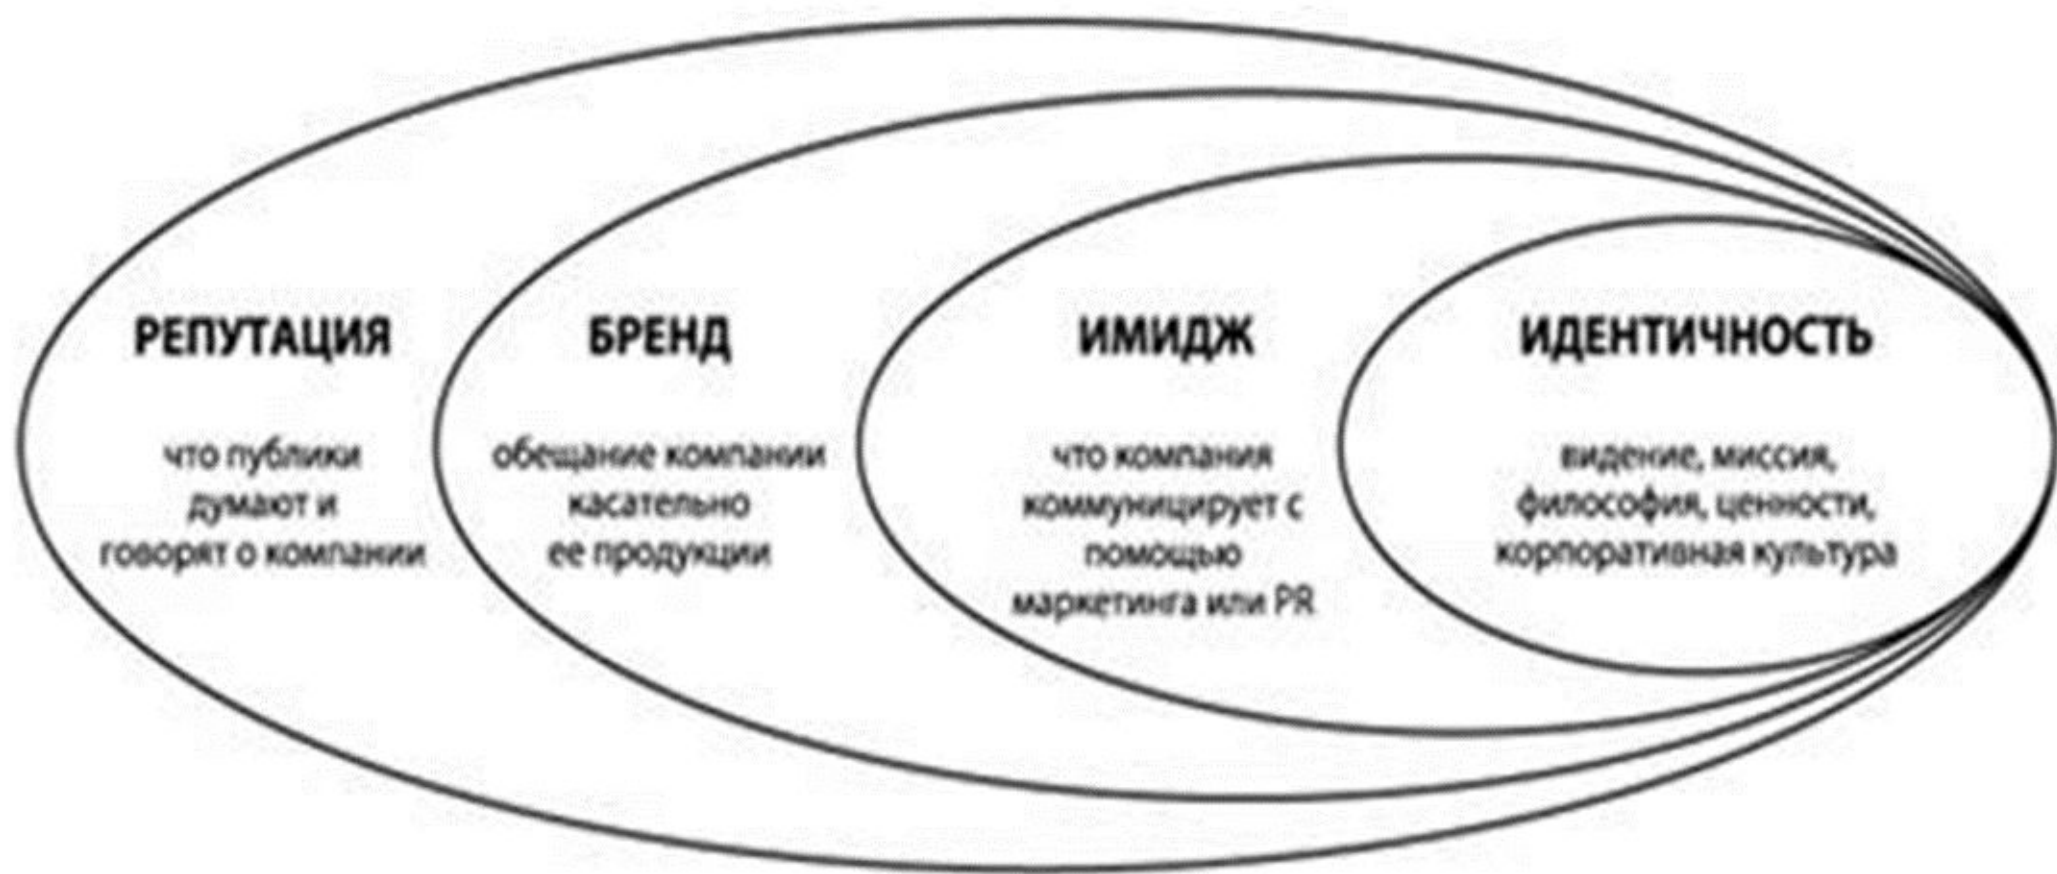 РЕПУТАЦИЯ
что публики
думают и
говорят о компании
БРЕНД
обещание компании
касательно
ее продукции
ИМИДЖ
что компания
коммуницирует с
помощью
маркетинга или PR
ИДЕНТИЧНОСТЬ
видение, миссия,
философия, ценности,
корпоративная культура